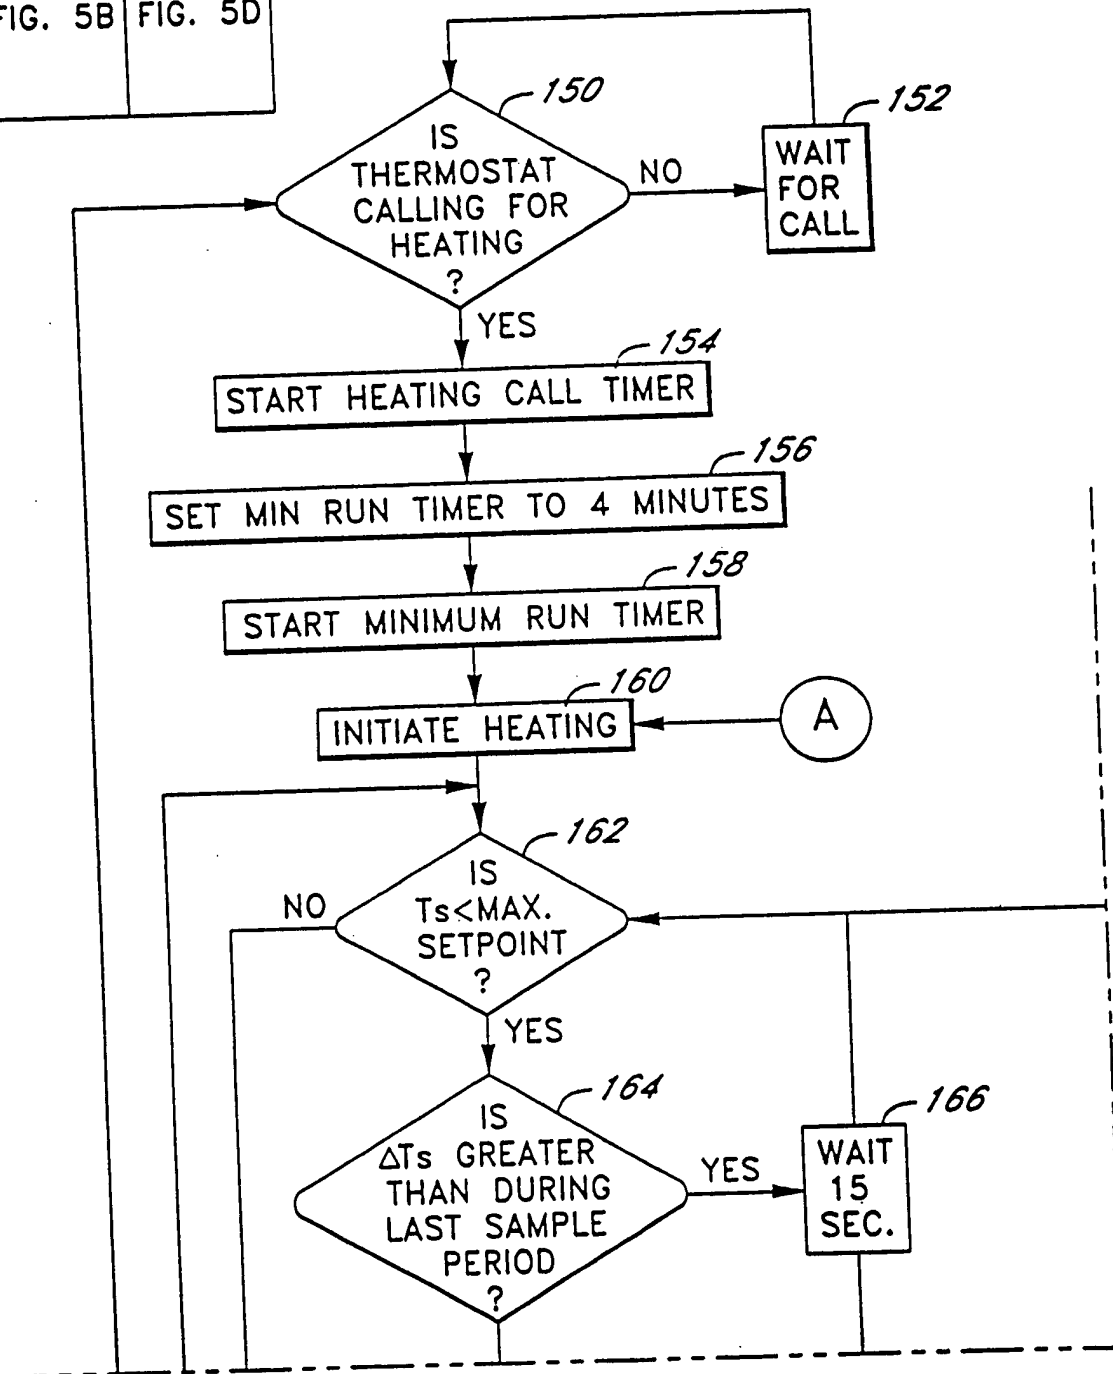 FIG. 5B FIG. 5D
150
IS
THERMOSTAT
CALLING FOR
HEATING
?
NO
152
WAIT
FOR
CALL
YES
154
START HEATING CALL TIMER
156
SET MIN RUN TIMER TO 4 MINUTES
158
START MINIMUM RUN TIMER
160
INITIATE HEATING
A
162
IS
Ts<MAX.
SETPOINT
?
NO
YES
164
IS
ΔTs GREATER
THAN DURING
LAST SAMPLE
PERIOD
?
YES
166
WAIT
15
SEC.